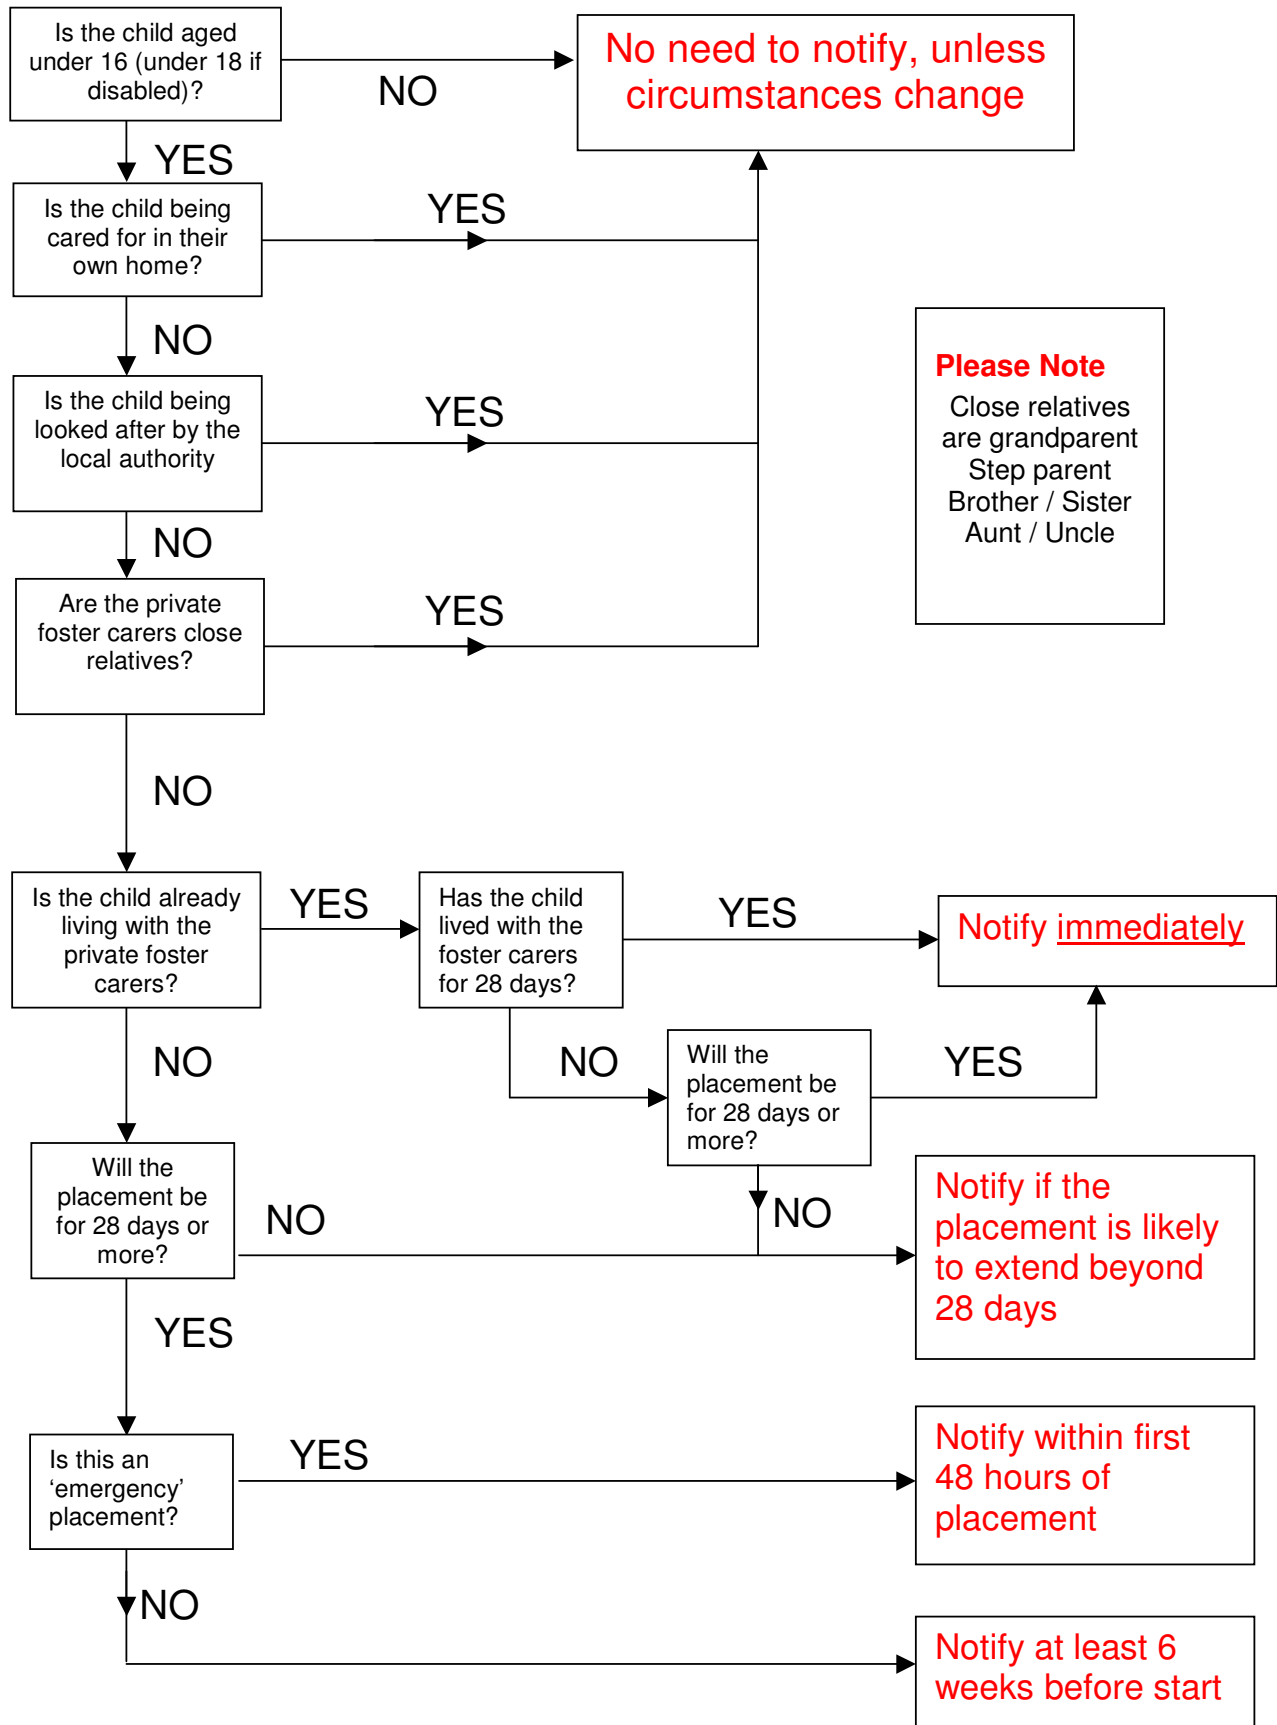 Is the child aged
under 16 (under 18 if
disabled)?
NO
No need to notify, unless
circumstances change
YES
Is the child being
cared for in their
own home?
YES
NO
Is the child being
looked after by the
local authority
YES
Please Note
Close relatives
are grandparent
Step parent
Brother / Sister
Aunt / Uncle
NO
Are the private
foster carers close
relatives?
YES
NO
Is the child already
living with the
private foster
carers?
YES
Has the child
lived with the
foster carers
for 28 days?
YES
Notify immediately
NO
NO
Will the
placement be
for 28 days or
more?
YES
Will the
placement be
for 28 days or
more?
NO
NO
Notify if the
placement is likely
to extend beyond
28 days
YES
Is this an
‘emergency’
placement?
YES
Notify within first
48 hours of
placement
NO
Notify at least 6
weeks before start